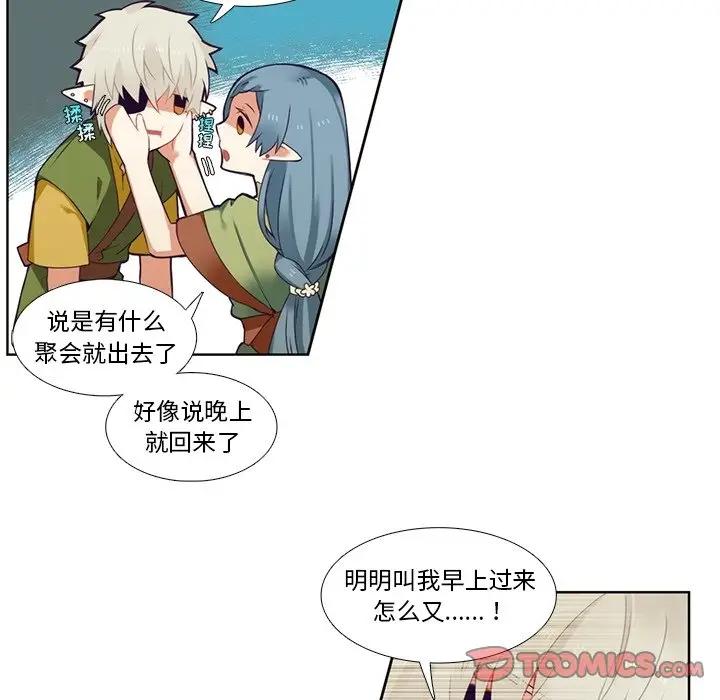 揉
揉
捏
捏
说是有什么
聚会就出去了
好像说晚上
就回来了
明明叫我早上过来
怎么又......！
TOOMICS.COM